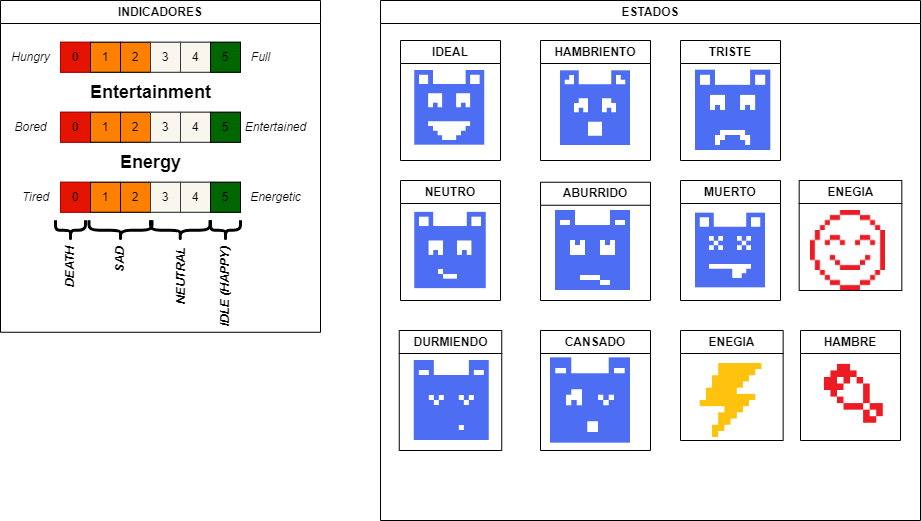 INDICADORES
Hungry 0 1 2 3 4 5 Full
Entertainment
Bored 0 1 2 3 4 5 Entertained
Energy
Tired 0 1 2 3 4 5 Energetic
DEATH
SAD
NEUTRAL
IDLE (HAPPY)
ESTADOS
IDEAL
HAMBRIENTO
TRISTE
NEUTRO
ABURRIDO
MUERTO
ENEGIA
DURMIENDO
CANSADO
ENEGIA
HAMBRE